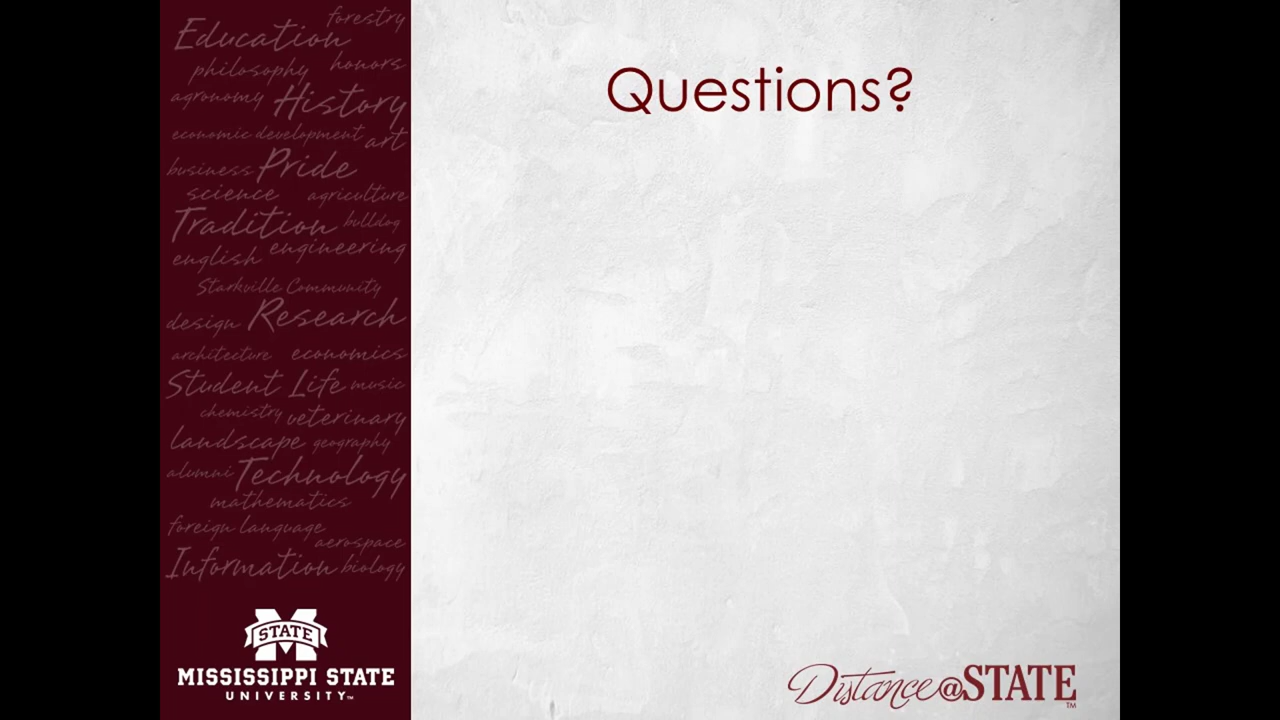 forestry
Education
philosophy honors
agronomy History
economic development art
business Pride
science agriculture
Tradition bulldog
english engineering
Starkville Community
design Research
architecture economics
Student Life music
chemistry veterinary
landscape geography
alumni Technology
mathematics
foreign language
aerospace
Information biology
STATE
MISSISSIPPI STATE
UNIVERSITY™
Questions?
Distance@STATE™